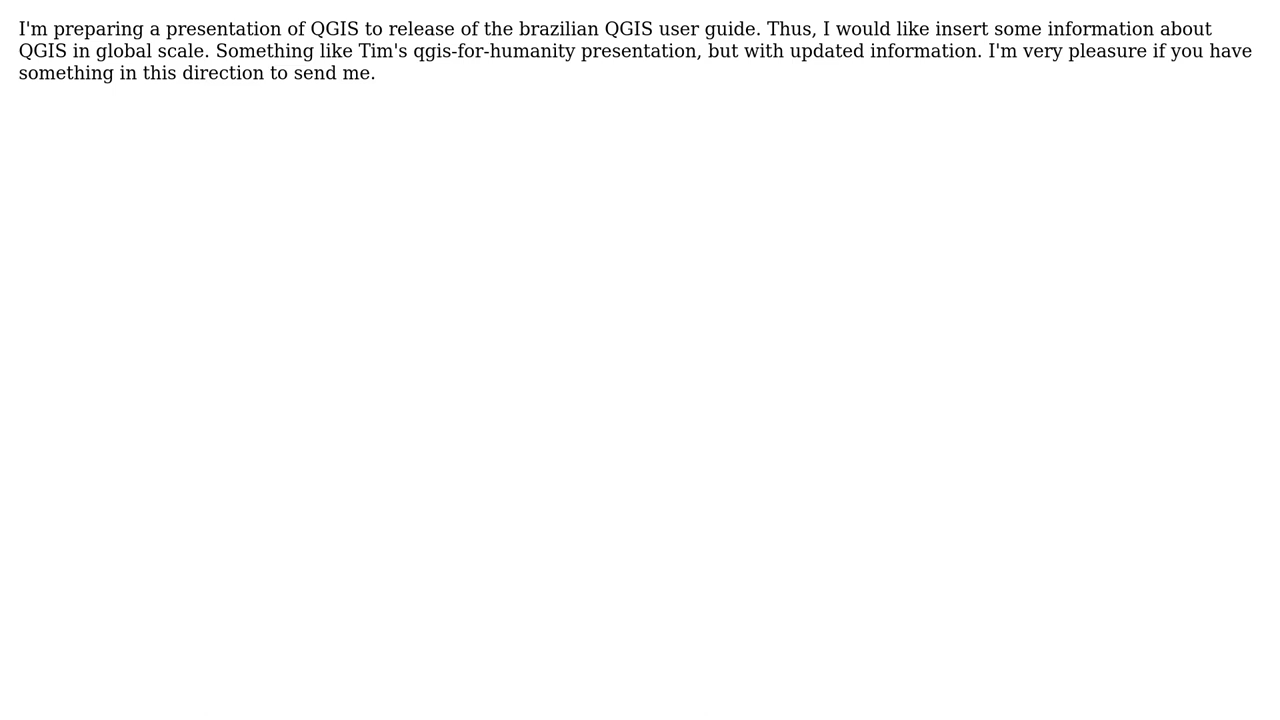 I'm preparing a presentation of QGIS to release of the brazilian QGIS user guide. Thus, I would like insert some information about
QGIS in global scale. Something like Tim's qgis-for-humanity presentation, but with updated information. I'm very pleasure if you have
something in this direction to send me.